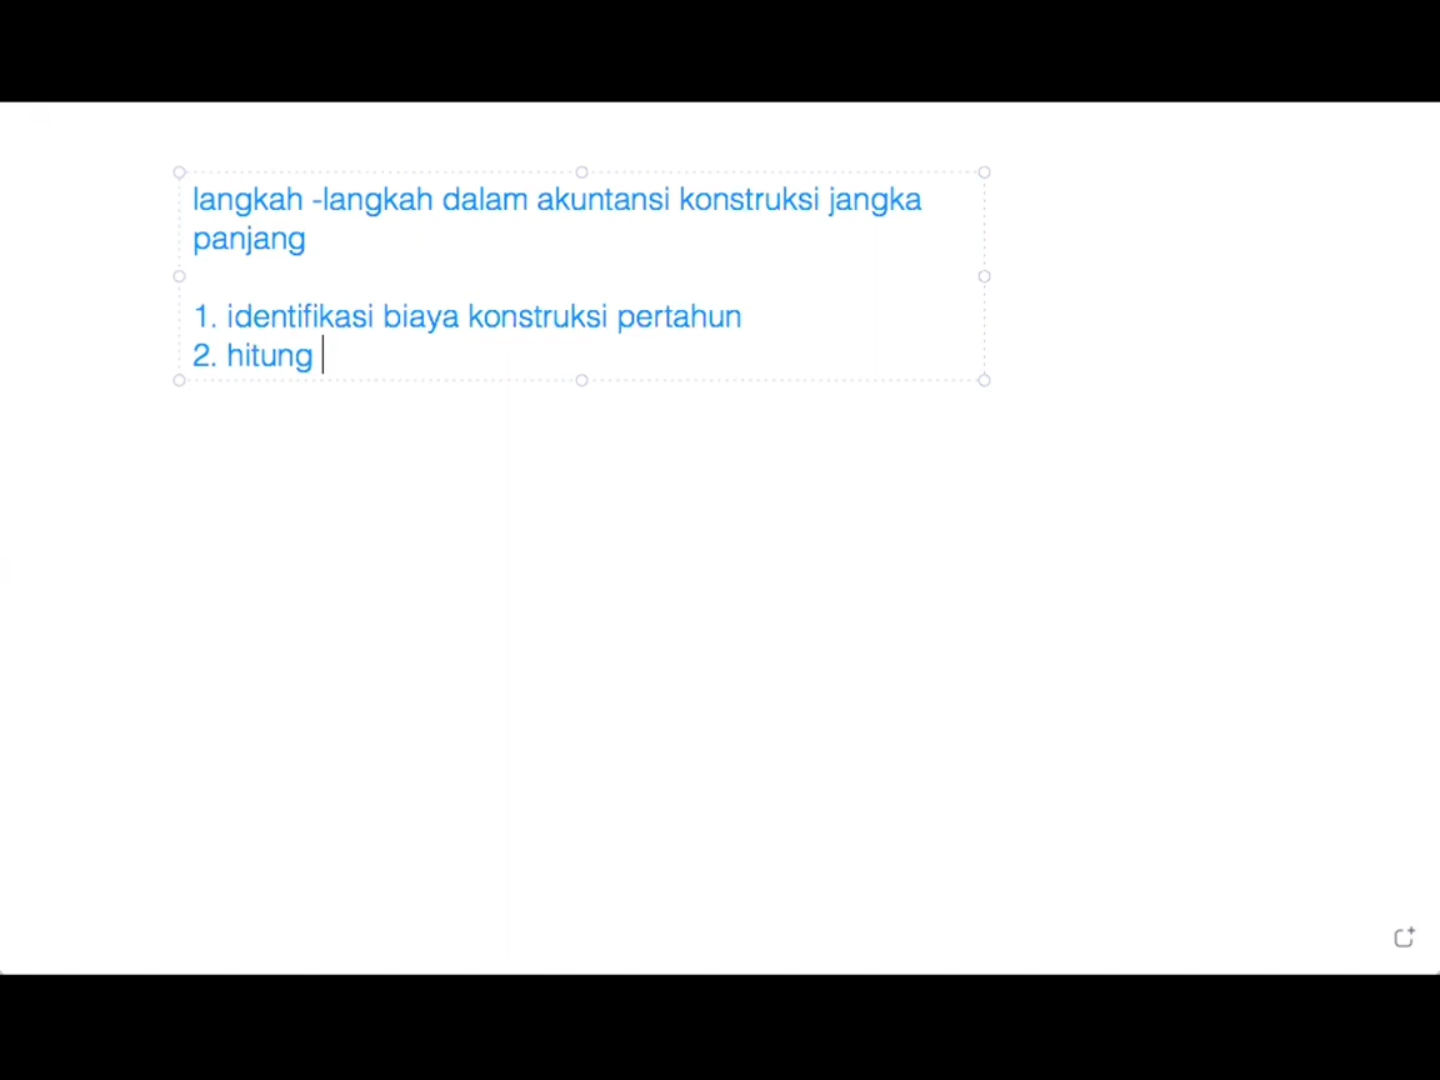 langkah -langkah dalam akuntansi konstruksi jangka
panjang
1. identifikasi biaya konstruksi pertahun
2. hitung